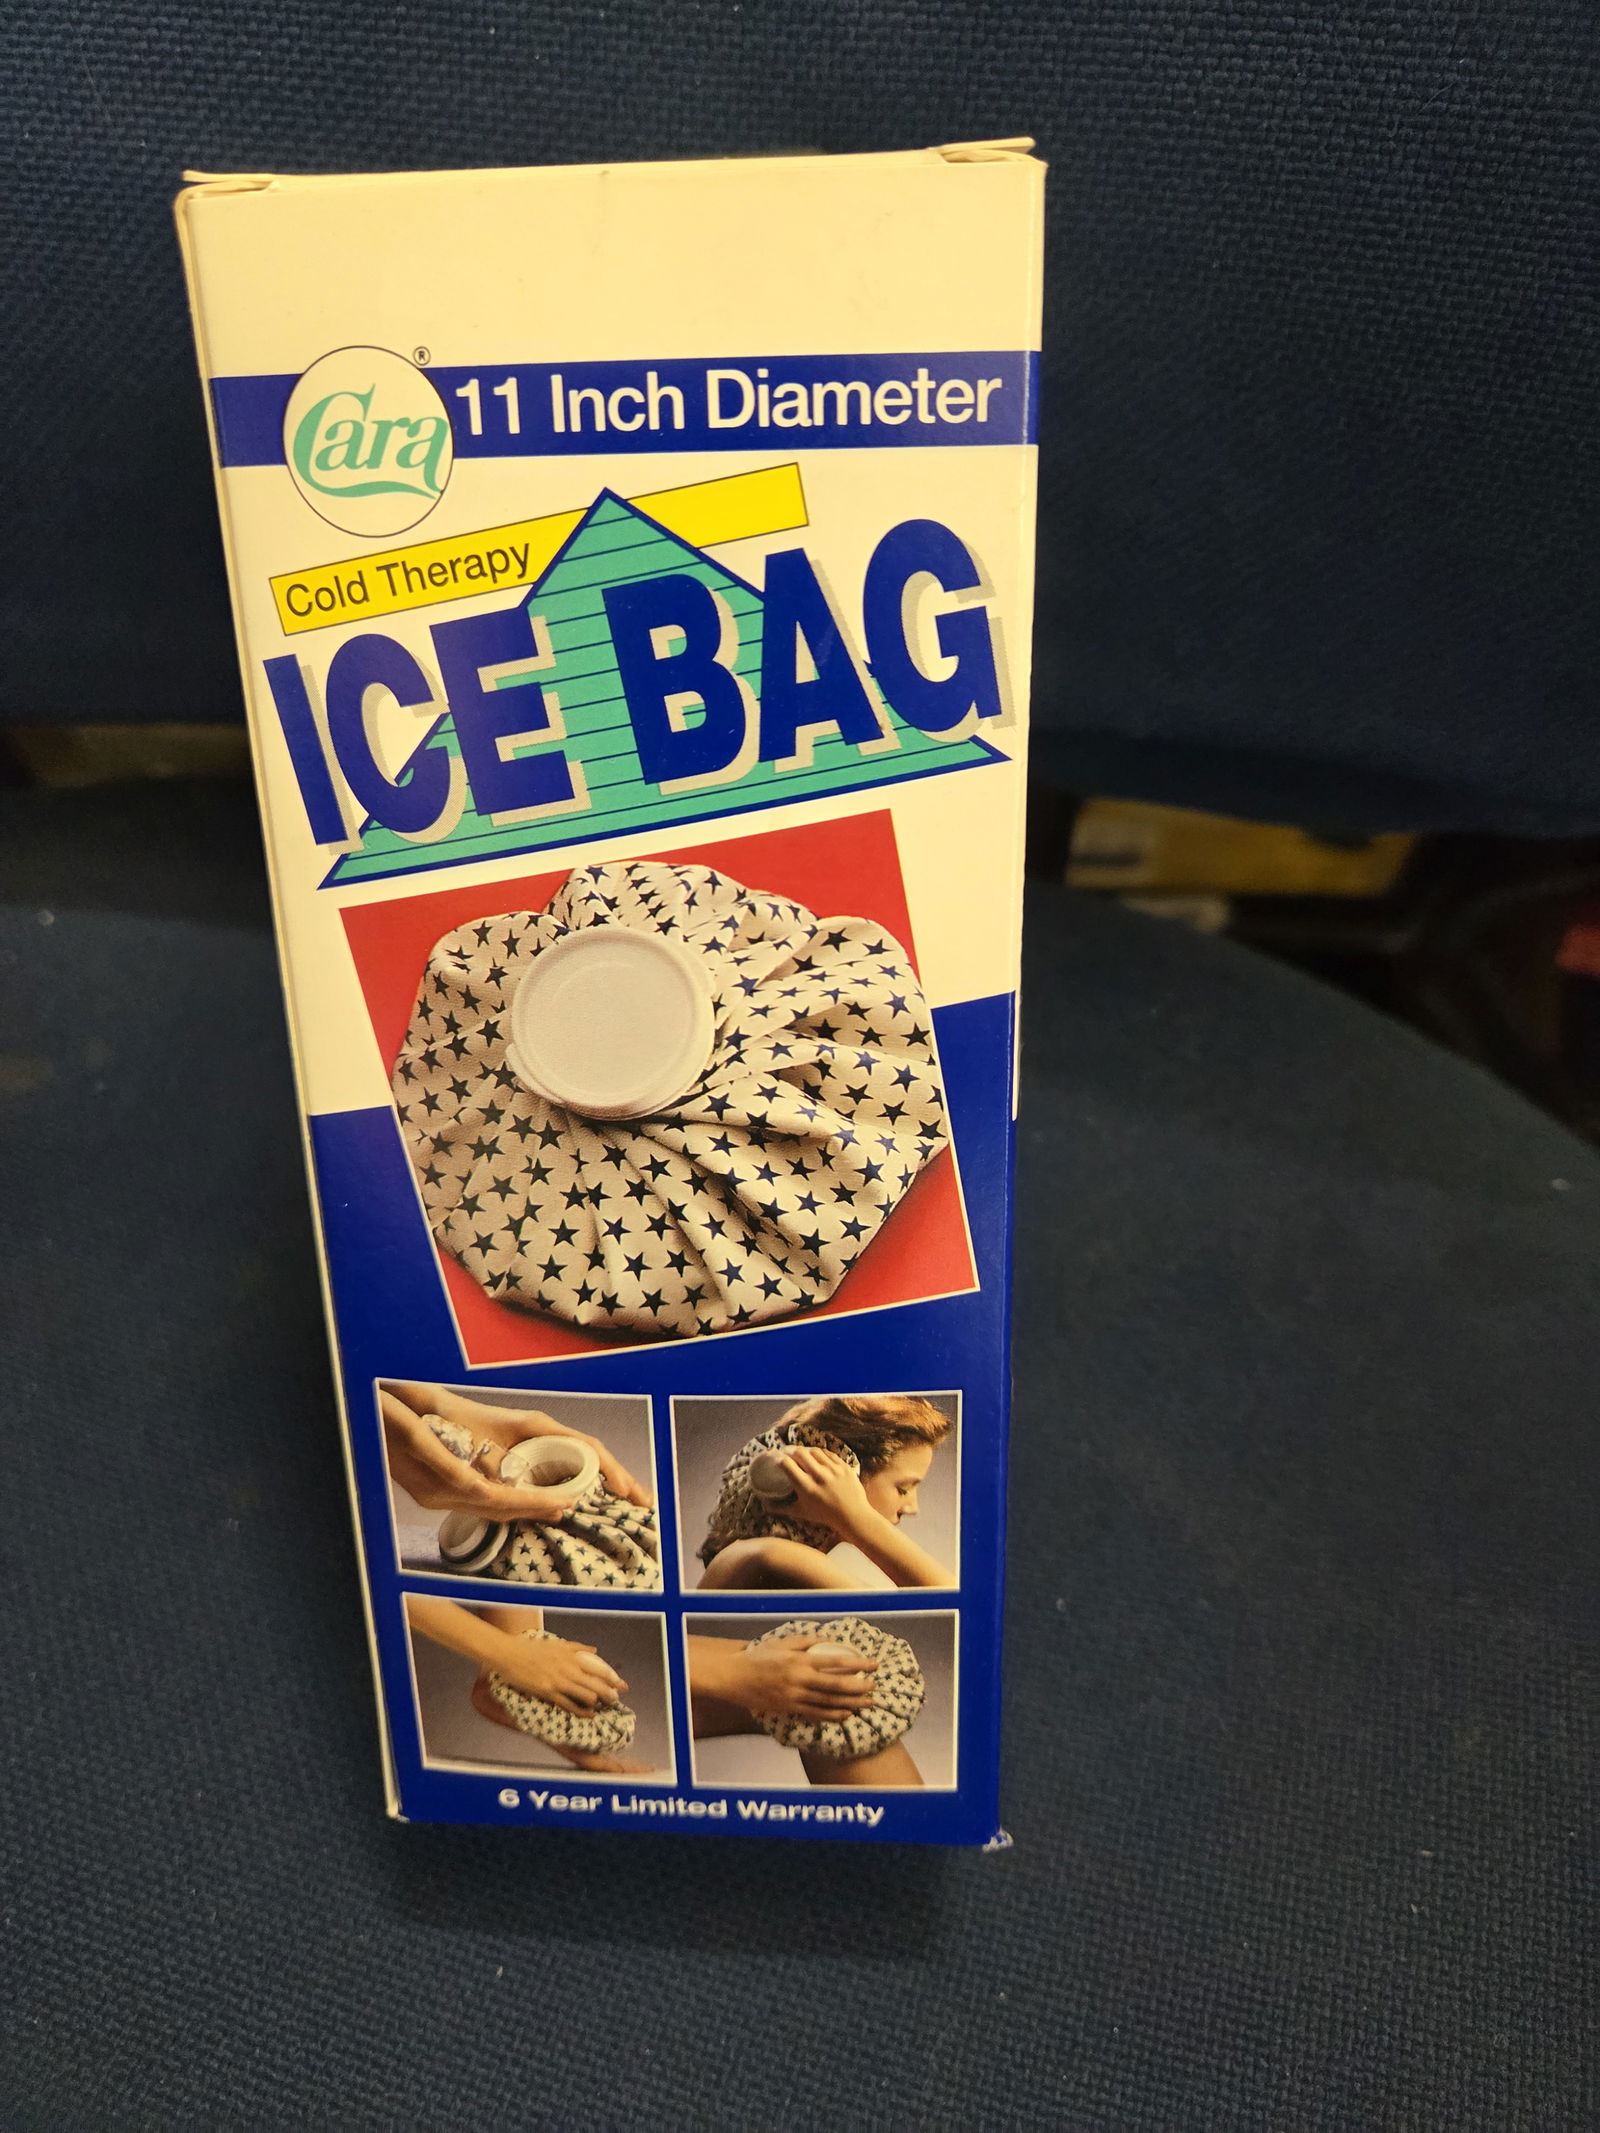 Cara®
11 Inch Diameter
Cold Therapy
ICE BAG
6 Year Limited Warranty